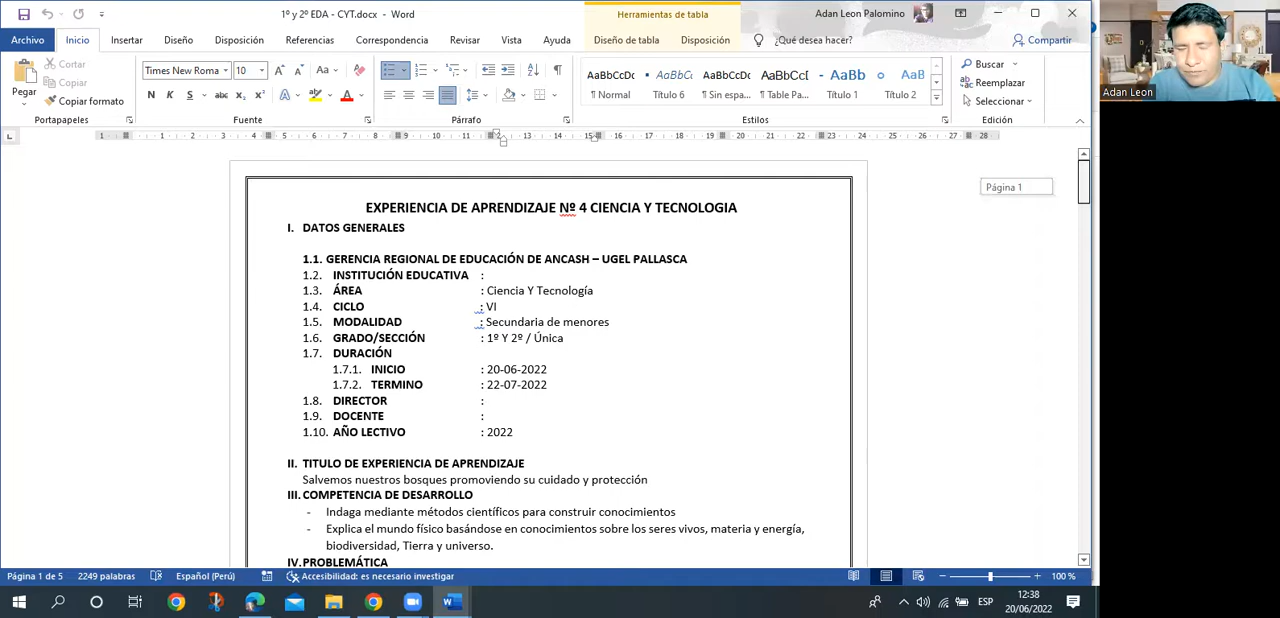 1º y 2º EDA - CYT.docx - Word
Herramientas de tabla
Adan Leon Palomino
Archivo Inicio Insertar Diseño Disposición Referencias Correspondencia Revisar Vista Ayuda Diseño de tabla Disposición ¿Qué desea hacer? Compartir
Pegar
Cortar
Copiar
Copiar formato
Portapapeles
Times New Roma 10
Aa
N K S abc x₂ x²
Fuente
Párrafo
AaBbCcDc
¶ Normal
AaBbCc
Título 6
AaBbCcDc
¶ Sin espa...
AaBbCcD
¶ Table Pa...
AaBb
Título 1
AaBb
Título 2
Estilos
Buscar
Reemplazar
Seleccionar
Edición
Adan Leon
Página 1
EXPERIENCIA DE APRENDIZAJE Nº 4 CIENCIA Y TECNOLOGIA
I. DATOS GENERALES
1.1. GERENCIA REGIONAL DE EDUCACIÓN DE ANCASH – UGEL PALLASCA
1.2. INSTITUCIÓN EDUCATIVA :
1.3. ÁREA : Ciencia Y Tecnología
1.4. CICLO : VI
1.5. MODALIDAD : Secundaria de menores
1.6. GRADO/SECCIÓN : 1º Y 2º / Única
1.7. DURACIÓN
1.7.1. INICIO : 20-06-2022
1.7.2. TERMINO : 22-07-2022
1.8. DIRECTOR :
1.9. DOCENTE :
1.10. AÑO LECTIVO : 2022
II. TITULO DE EXPERIENCIA DE APRENDIZAJE
Salvemos nuestros bosques promoviendo su cuidado y protección
III. COMPETENCIA DE DESARROLLO
- Indaga mediante métodos científicos para construir conocimientos
- Explica el mundo físico basándose en conocimientos sobre los seres vivos, materia y energía,
biodiversidad, Tierra y universo.
IV. PROBLEMÁTICA
Página 1 de 5 2249 palabras Español (Perú) Accesibilidad: es necesario investigar 100 %
ESP
12:38
20/06/2022